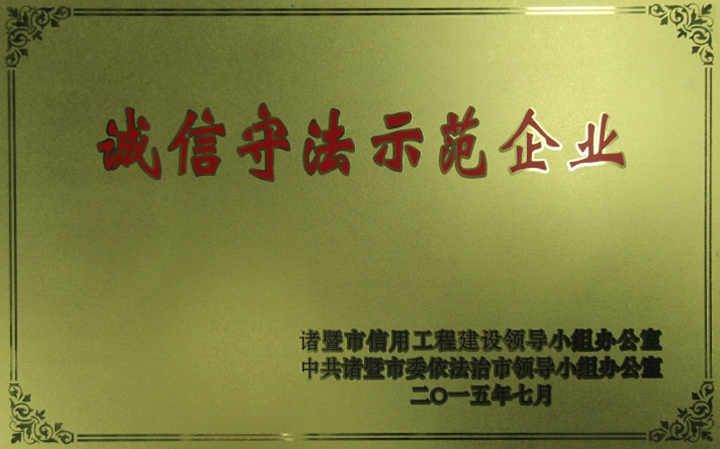 诚信守法示范企业
诸暨市信用工程建设领导小组办公室
中共诸暨市委依法治市领导小组办公室
二〇一五年七月